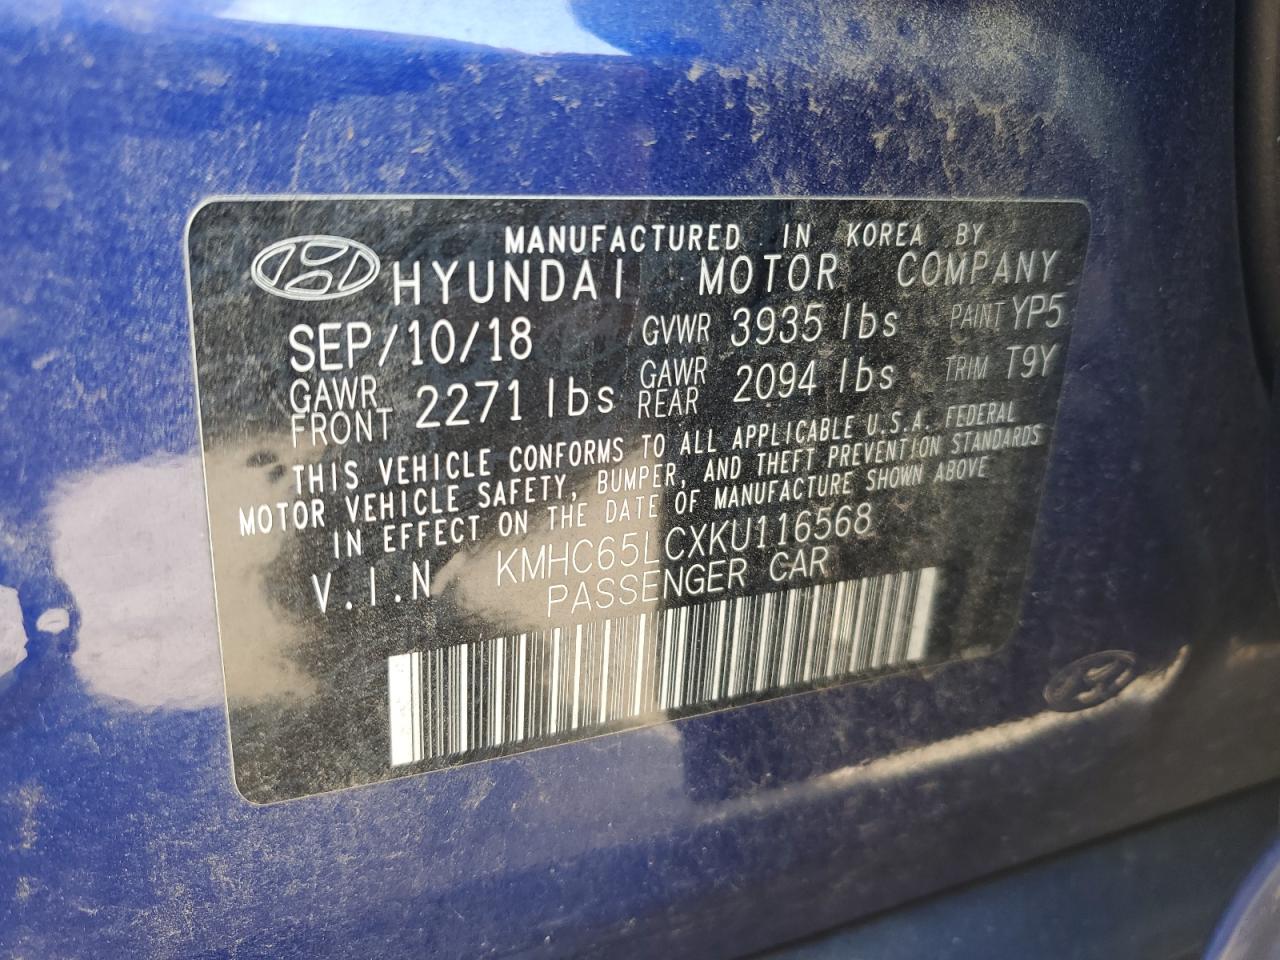 MANUFACTURED IN KOREA BY
HYUNDAI MOTOR COMPANY
SEP/10/18 GVWR 3935 lbs PAINT YP5
GAWR FRONT 2271 lbs GAWR REAR 2094 lbs TRIM T9Y
THIS VEHICLE CONFORMS TO ALL APPLICABLE U.S.A. FEDERAL
MOTOR VEHICLE SAFETY, BUMPER, AND THEFT PREVENTION STANDARDS
IN EFFECT ON THE DATE OF MANUFACTURE SHOWN ABOVE
V.I.N KMHC65LCXKU116568
PASSENGER CAR